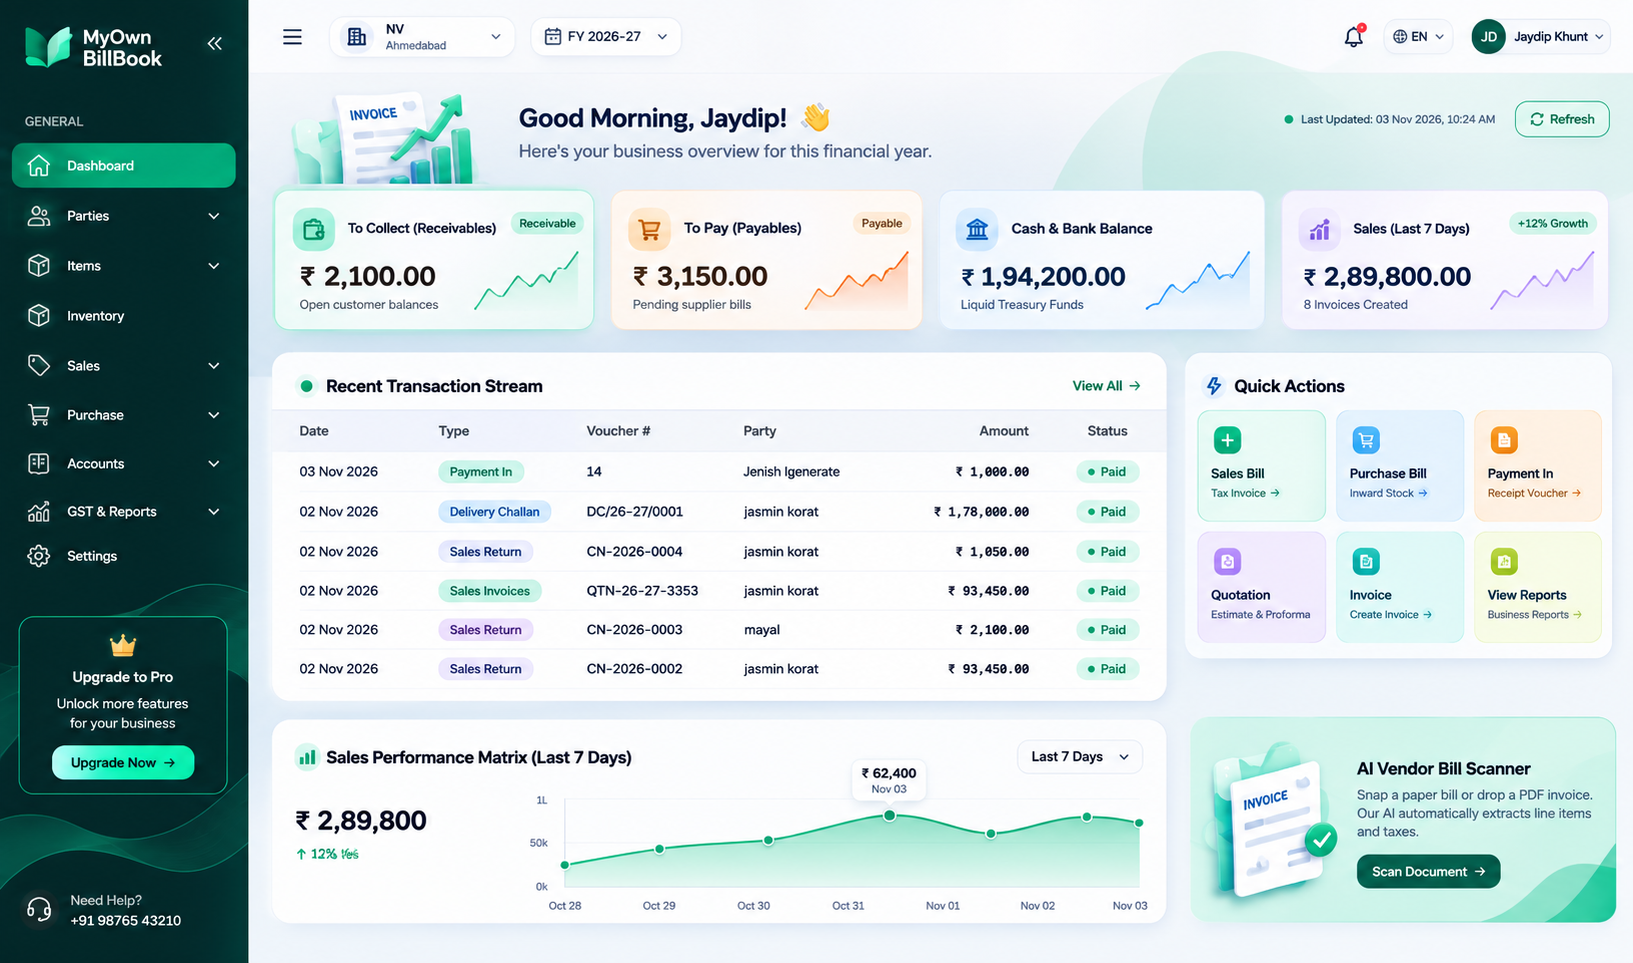 MyOwn
BillBook
GENERAL
Dashboard
Parties
Items
Inventory
Sales
Purchase
Accounts
GST & Reports
Settings
Upgrade to Pro
Unlock more features
for your business
Upgrade Now →
Need Help?
+91 98765 43210
NV
Ahmedabad
FY 2026-27
EN
JD
Jaydip Khunt
INVOICE
Good Morning, Jaydip! 👋
Here's your business overview for this financial year.
Last Updated: 03 Nov 2026, 10:24 AM
Refresh
To Collect (Receivables)
Receivable
₹ 2,100.00
Open customer balances
To Pay (Payables)
Payable
₹ 3,150.00
Pending supplier bills
Cash & Bank Balance
₹ 1,94,200.00
Liquid Treasury Funds
Sales (Last 7 Days)
+12% Growth
₹ 2,89,800.00
8 Invoices Created
Recent Transaction Stream
View All →
Date Type Voucher # Party Amount Status
03 Nov 2026 Payment In 14 Jenish Igenerate ₹ 1,000.00 Paid
02 Nov 2026 Delivery Challan DC/26-27/0001 jasmin korat ₹ 1,78,000.00 Paid
02 Nov 2026 Sales Return CN-2026-0004 jasmin korat ₹ 1,050.00 Paid
02 Nov 2026 Sales Invoices QTN-26-27-3353 jasmin korat ₹ 93,450.00 Paid
02 Nov 2026 Sales Return CN-2026-0003 mayal ₹ 2,100.00 Paid
02 Nov 2026 Sales Return CN-2026-0002 jasmin korat ₹ 93,450.00 Paid
Quick Actions
Sales Bill
Tax Invoice →
Purchase Bill
Inward Stock →
Payment In
Receipt Voucher →
Quotation
Estimate & Proforma
Invoice
Create Invoice →
View Reports
Business Reports →
Sales Performance Matrix (Last 7 Days)
Last 7 Days
₹ 2,89,800
↑ 12%
₹ 62,400
Nov 03
1L
50k
0k
Oct 28 Oct 29 Oct 30 Oct 31 Nov 01 Nov 02 Nov 03
INVOICE
AI Vendor Bill Scanner
Snap a paper bill or drop a PDF invoice.
Our AI automatically extracts line items
and taxes.
Scan Document →